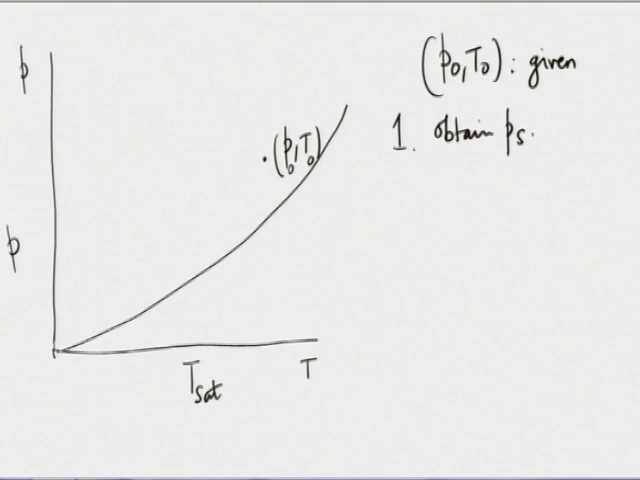 p
(p0,T0) : given
1. obtain ps.
.(p0,T0)
p
Tsat
T